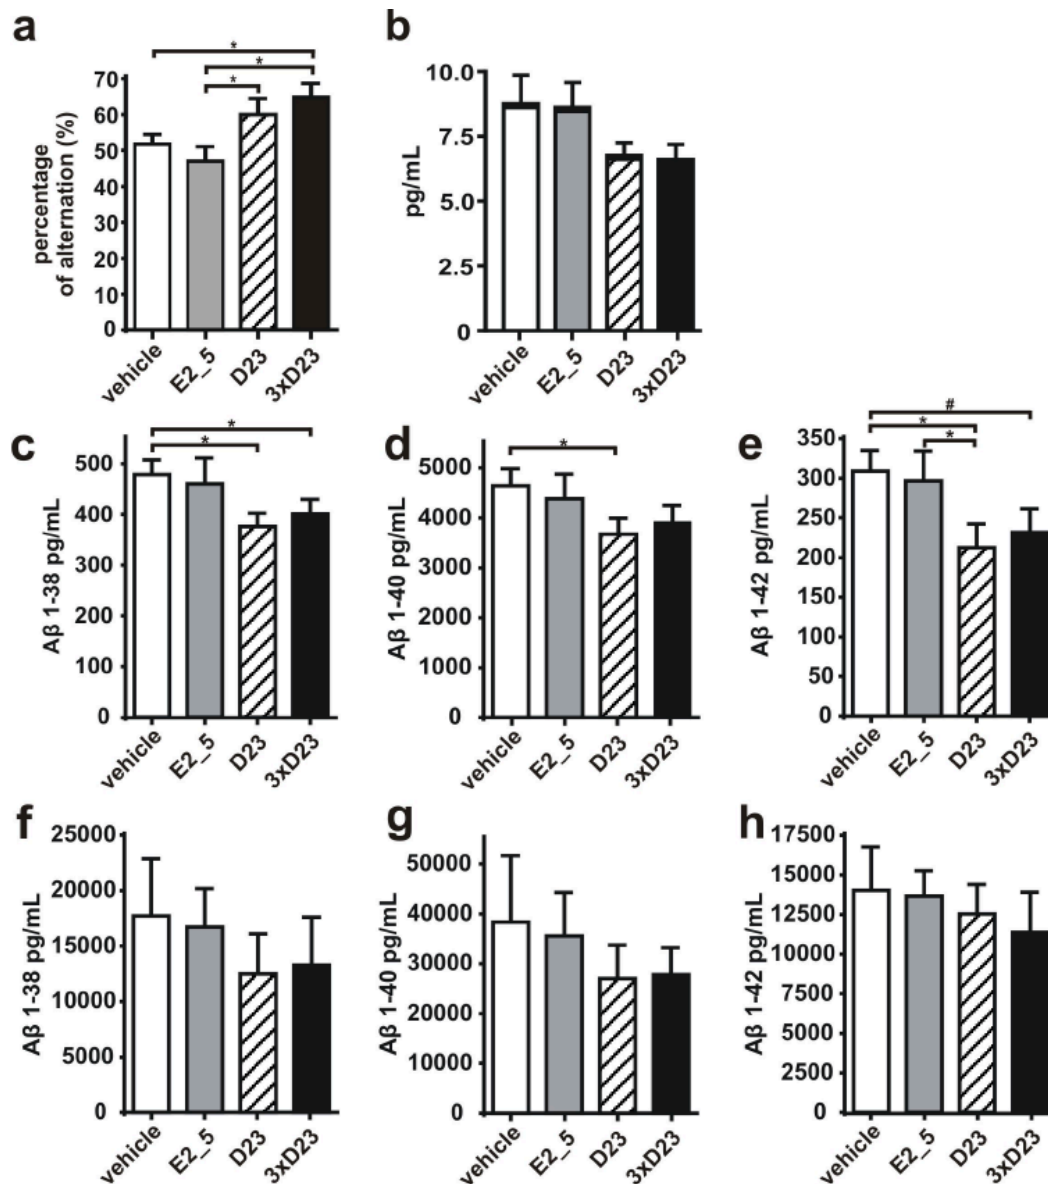 a
*
*
*
percentage
of alternation (%)
70
60
50
40
30
20
10
0
vehicle
E2_5
D23
3xD23
b
pg/mL
10.0
7.5
5.0
2.5
0
vehicle
E2_5
D23
3xD23
c
*
*
Aβ 1-38 pg/mL
500
400
300
200
100
0
vehicle
E2_5
D23
3xD23
d
*
Aβ 1-40 pg/mL
5000
4000
3000
2000
1000
0
vehicle
E2_5
D23
3xD23
e
#
*
*
Aβ 1-42 pg/mL
350
300
250
200
150
100
50
0
vehicle
E2_5
D23
3xD23
f
Aβ 1-38 pg/mL
25000
20000
15000
10000
5000
0
vehicle
E2_5
D23
3xD23
g
Aβ 1-40 pg/mL
50000
40000
30000
20000
10000
0
vehicle
E2_5
D23
3xD23
h
Aβ 1-42 pg/mL
17500
15000
12500
10000
7500
5000
2500
0
vehicle
E2_5
D23
3xD23